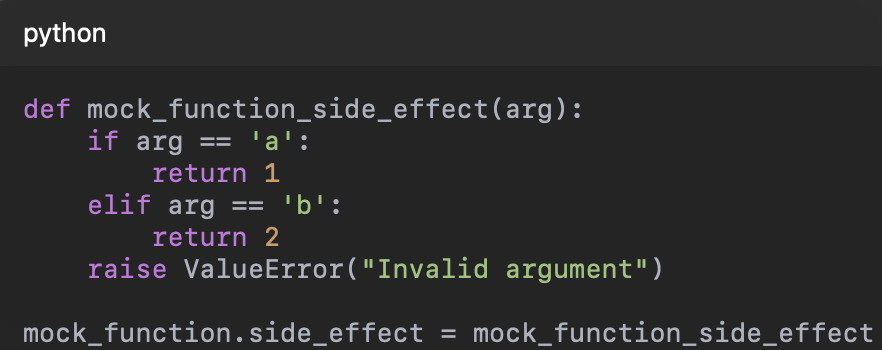 python
def mock_function_side_effect(arg):
    if arg == 'a':
        return 1
    elif arg == 'b':
        return 2
    raise ValueError("Invalid argument")
mock_function.side_effect = mock_function_side_effect